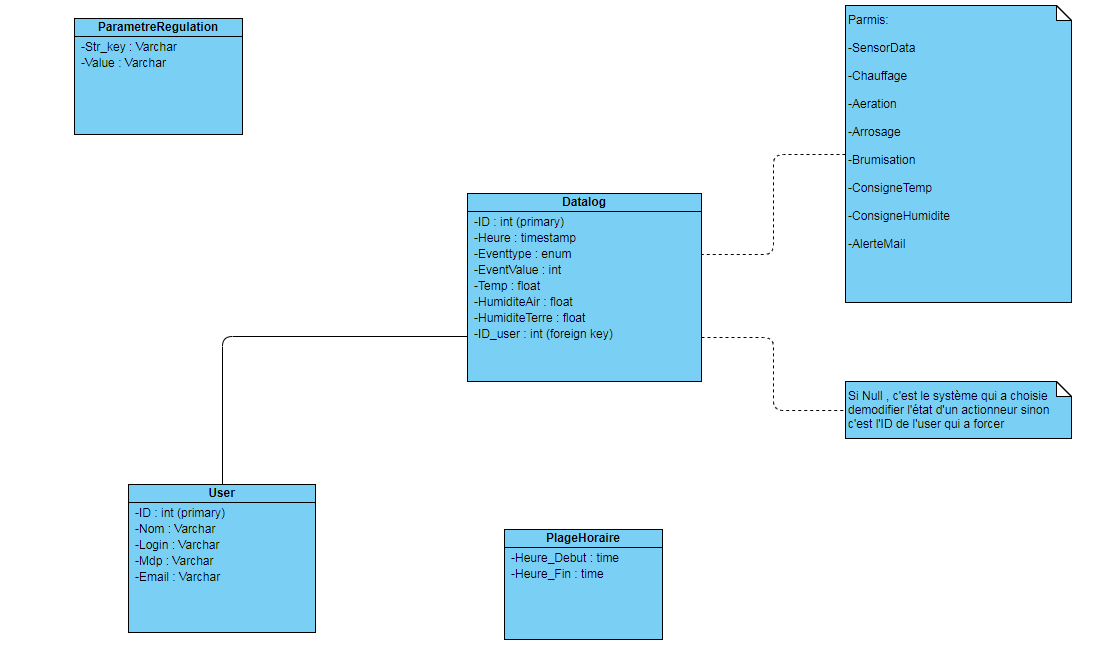 ParametreRegulation
-Str_key : Varchar
-Value : Varchar
Parmis:
-SensorData
-Chauffage
-Aeration
-Arrosage
-Brumisation
-ConsigneTemp
-ConsigneHumidite
-AlerteMail
Datalog
-ID : int (primary)
-Heure : timestamp
-Eventtype : enum
-EventValue : int
-Temp : float
-HumiditeAir : float
-HumiditeTerre : float
-ID_user : int (foreign key)
Si Null , c'est le système qui a choisie
demodifier l'état d'un actionneur sinon
c'est l'ID de l'user qui a forcer
User
-ID : int (primary)
-Nom : Varchar
-Login : Varchar
-Mdp : Varchar
-Email : Varchar
PlageHoraire
-Heure_Debut : time
-Heure_Fin : time